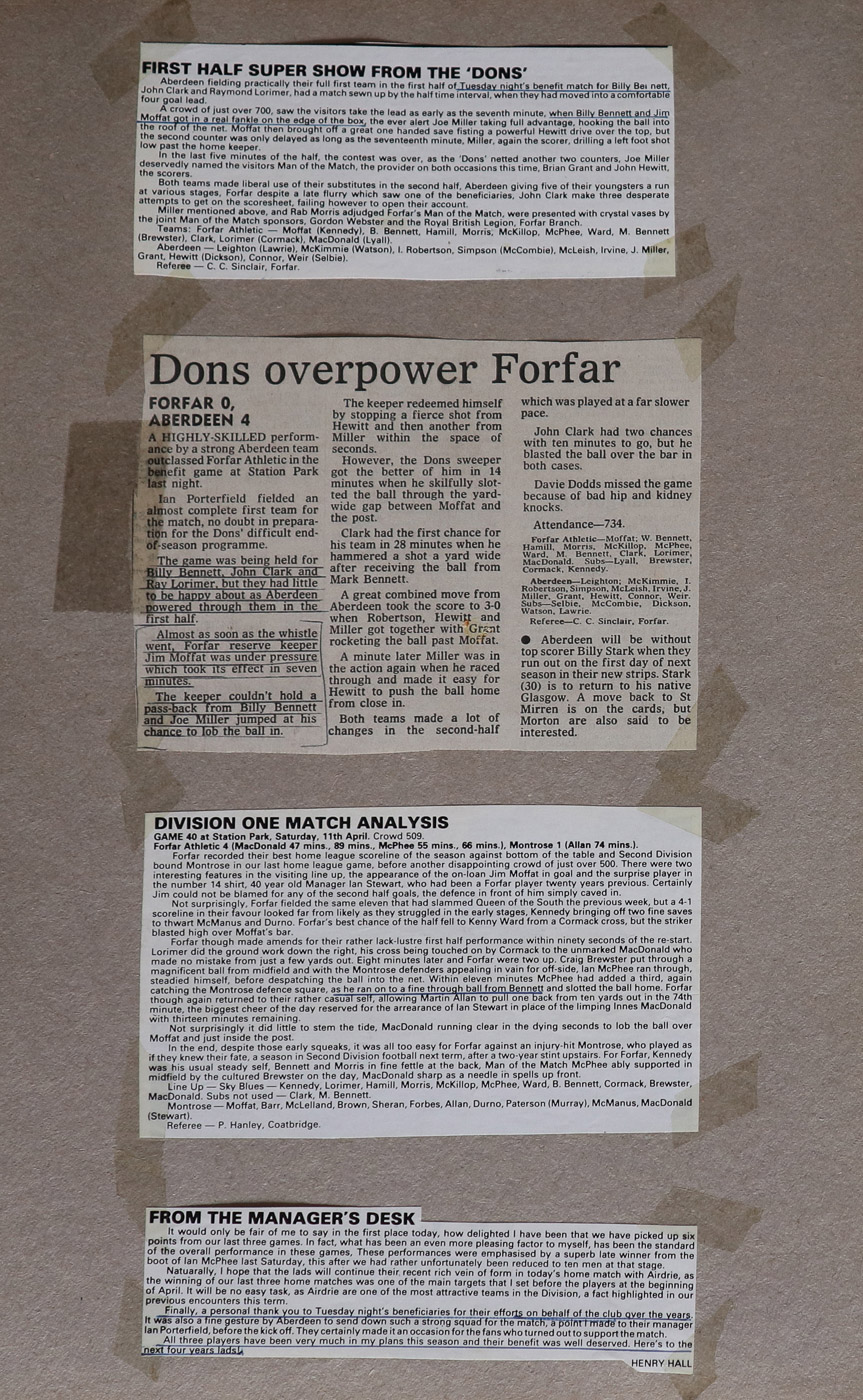 FIRST HALF SUPER SHOW FROM THE 'DONS'
Aberdeen fielding practically their full first team in the first half of Tuesday night's benefit match for Billy Bennett,
John Clark and Raymond Lorimer, had a match sewn up by the half time interval, when they had moved into a comfortable
four goal lead.
A crowd of just over 700, saw the visitors take the lead as early as the seventh minute, when Billy Bennett and Jim
Moffat got in a real fankle on the edge of the box, the ever alert Joe Miller taking full advantage, hooking the ball into
the roof of the net. Moffat then brought off a great one handed save fisting a powerful Hewitt drive over the top, but
the second counter was only delayed as long as the seventeenth minute, Miller, again the scorer, drilling a left foot shot
low past the home keeper.
In the last five minutes of the half, the contest was over, as the 'Dons' netted another two counters, Joe Miller
deservedly named the visitors Man of the Match, the provider on both occasions this time, Brian Grant and John Hewitt,
the scorers.
Both teams made liberal use of their substitutes in the second half, Aberdeen giving five of their youngsters a run
at various stages, Forfar despite a late flurry which saw one of the beneficiaries, John Clark make three desperate
attempts to get on the scoresheet, failing however to open their account.
Miller mentioned above, and Rab Morris adjudged Forfar's Man of the Match, were presented with crystal vases by
the joint Man of the Match sponsors, Gordon Webster and the Royal British Legion, Forfar Branch.
Teams: Forfar Athletic — Moffat (Kennedy), B. Bennett, Hamill, Morris, McKillop, McPhee, Ward, M. Bennett
(Brewster), Clark, Lorimer (Cormack), MacDonald (Lyall).
Aberdeen — Leighton (Lawrie), McKimmie (Watson), I. Robertson, Simpson (McCombie), McLeish, Irvine, J. Miller,
Grant, Hewitt (Dickson), Connor, Weir (Selbie).
Referee — C. C. Sinclair, Forfar.
Dons overpower Forfar
FORFAR 0,
ABERDEEN 4
A HIGHLY-SKILLED perform-
ance by a strong Aberdeen team
outclassed Forfar Athletic in the
benefit game at Station Park
last night.
Ian Porterfield fielded an
almost complete first team for
the match, no doubt in prepara-
tion for the Dons' difficult end-
of-season programme.
The game was being held for
Billy Bennett, John Clark and
Ray Lorimer, but they had little
to be happy about as Aberdeen
powered through them in the
first half.
Almost as soon as the whistle
went, Forfar reserve keeper
Jim Moffat was under pressure
which took its effect in seven
minutes.
The keeper couldn't hold a
pass-back from Billy Bennett
and Joe Miller jumped at his
chance to lob the ball in.
The keeper redeemed himself
by stopping a fierce shot from
Hewitt and then another from
Miller within the space of
seconds.
However, the Dons sweeper
got the better of him in 14
minutes when he skilfully slot-
ted the ball through the yard-
wide gap between Moffat and
the post.
Clark had the first chance for
his team in 28 minutes when he
hammered a shot a yard wide
after receiving the ball from
Mark Bennett.
A great combined move from
Aberdeen took the score to 3-0
when Robertson, Hewitt and
Miller got together with Grant
rocketing the ball past Moffat.
A minute later Miller was in
the action again when he raced
through and made it easy for
Hewitt to push the ball home
from close in.
Both teams made a lot of
changes in the second-half
which was played at a far slower
pace.
John Clark had two chances
with ten minutes to go, but he
blasted the ball over the bar in
both cases.
Davie Dodds missed the game
because of bad hip and kidney
knocks.
Attendance—734.
Forfar Athletic—Moffat; W. Bennett,
Hamill, Morris, McKillop, McPhee,
Ward, M. Bennett, Clark, Lorimer,
MacDonald. Subs—Lyall, Brewster,
Cormack, Kennedy.
Aberdeen—Leighton; McKimmie, I.
Robertson, Simpson, McLeish, Irvine, J.
Miller, Grant, Hewitt, Connor, Weir.
Subs—Selbie, McCombie, Dickson,
Watson, Lawrie.
Referee—C. C. Sinclair, Forfar.
● Aberdeen will be without
top scorer Billy Stark when they
run out on the first day of next
season in their new strips. Stark
(30) is to return to his native
Glasgow. A move back to St
Mirren is on the cards, but
Morton are also said to be
interested.
DIVISION ONE MATCH ANALYSIS
GAME 40 at Station Park, Saturday, 11th April. Crowd 509.
Forfar Athletic 4 (MacDonald 47 mins., 89 mins., McPhee 55 mins., 66 mins.), Montrose 1 (Allan 74 mins.).
Forfar recorded their best home league scoreline of the season against bottom of the table and Second Division
bound Montrose in our last home league game, before another disappointing crowd of just over 500. There were two
interesting features in the visiting line up, the appearance of the on-loan Jim Moffat in goal and the surprise player in
the number 14 shirt, 40 year old Manager Ian Stewart, who had been a Forfar player twenty years previous. Certainly
Jim could not be blamed for any of the second half goals, the defence in front of him simply caved in.
Not surprisingly, Forfar fielded the same eleven that had slammed Queen of the South the previous week, but a 4-1
scoreline in their favour looked far from likely as they struggled in the early stages, Kennedy bringing off two fine saves
to thwart McManus and Durno. Forfar's best chance of the half fell to Kenny Ward from a Cormack cross, but the striker
blasted high over Moffat's bar.
Forfar though made amends for their rather lack-lustre first half performance within ninety seconds of the re-start.
Lorimer did the ground work down the right, his cross being touched on by Cormack to the unmarked MacDonald who
made no mistake from just a few yards out. Eight minutes later and Forfar were two up. Craig Brewster put through a
magnificent ball from midfield and with the Montrose defenders appealing in vain for off-side, Ian McPhee ran through,
steadied himself, before despatching the ball into the net. Within eleven minutes McPhee had added a third, again
catching the Montrose defence square, as he ran on to a fine through ball from Bennett and slotted the ball home. Forfar
though again returned to their rather casual self, allowing Martin Allan to pull one back from ten yards out in the 74th
minute, the biggest cheer of the day reserved for the arrearance of Ian Stewart in place of the limping Innes MacDonald
with thirteen minutes remaining.
Not surprisingly it did little to stem the tide, MacDonald running clear in the dying seconds to lob the ball over
Moffat and just inside the post.
In the end, despite those early squeaks, it was all too easy for Forfar against an injury-hit Montrose, who played as
if they knew their fate, a season in Second Division football next term, after a two-year stint upstairs. For Forfar, Kennedy
was his usual steady self, Bennett and Morris in fine fettle at the back, Man of the Match McPhee ably supported in
midfield by the cultured Brewster on the day, MacDonald sharp as a needle in spells up front.
Line Up — Sky Blues — Kennedy, Lorimer, Hamill, Morris, McKillop, McPhee, Ward, B. Bennett, Cormack, Brewster,
MacDonald. Subs not used — Clark, M. Bennett.
Montrose — Moffat, Barr, McLelland, Brown, Sheran, Forbes, Allan, Durno, Paterson (Murray), McManus, MacDonald
(Stewart).
Referee — P. Hanley, Coatbridge.
FROM THE MANAGER'S DESK
It would only be fair of me to say in the first place today, how delighted I have been that we have picked up six
points from our last three games. In fact, what has been an even more pleasing factor to myself, has been the standard
of the overall performance in these games, These performances were emphasised by a superb late winner from the
boot of Ian McPhee last Saturday, this after we had rather unfortunately been reduced to ten men at that stage.
Natuarally, I hope that the lads will continue their recent rich vein of form in today's home match with Airdrie, as
the winning of our last three home matches was one of the main targets that I set before the players at the beginning
of April. It will be no easy task, as Airdrie are one of the most attractive teams in the Division, a fact highlighted in our
previous encounters this term.
Finally, a personal thank you to Tuesday night's beneficiaries for their efforts on behalf of the club over the years.
It was also a fine gesture by Aberdeen to send down such a strong squad for the match, a point I made to their manager
Ian Porterfield, before the kick off. They certainly made it an occasion for the fans who turned out to support the match.
All three players have been very much in my plans this season and their benefit was well deserved. Here's to the
next four years lads!
HENRY HALL